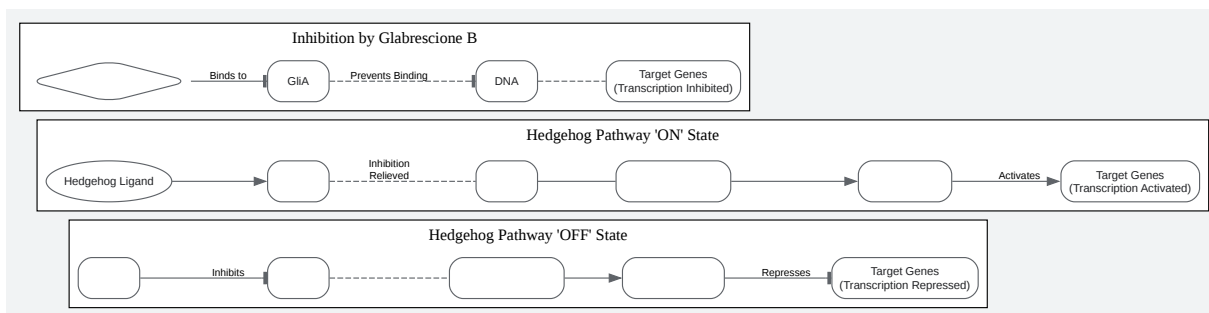 Inhibition by Glabrescione B
Binds to
GliA
Prevents Binding
DNA
Target Genes
(Transcription Inhibited)
Hedgehog Pathway 'ON' State
Hedgehog Ligand
Inhibition
Relieved
Activates
Target Genes
(Transcription Activated)
Hedgehog Pathway 'OFF' State
Inhibits
Represses
Target Genes
(Transcription Repressed)